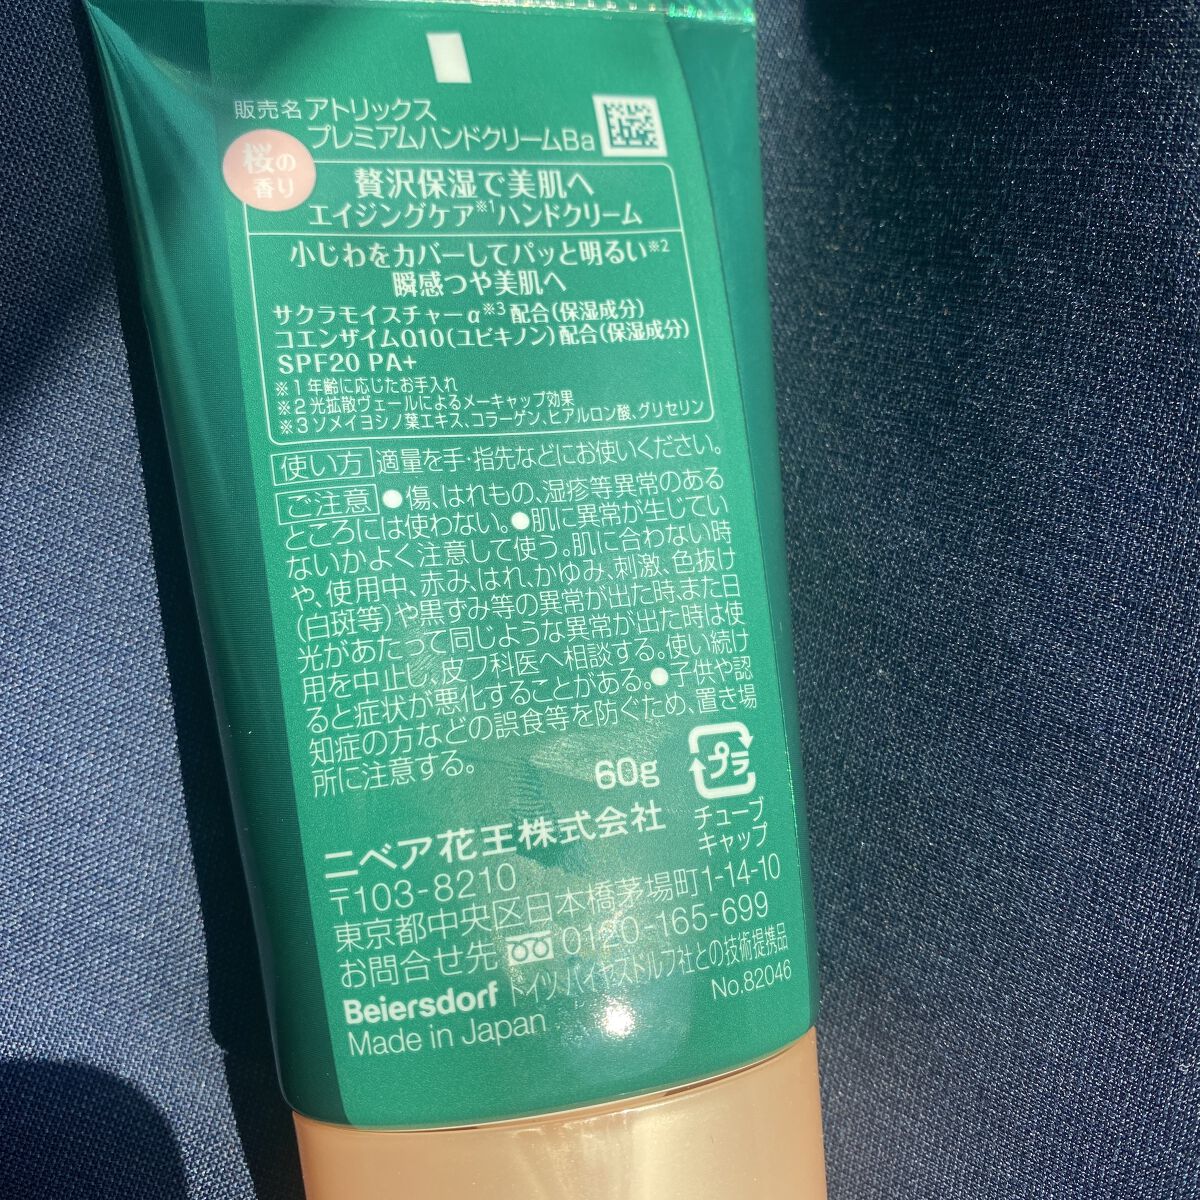 販売名アトリックス
プレミアムハンドクリームBa
桜の
香り
贅沢保湿で美肌へ
エイジングケア※1ハンドクリーム
小じわをカバーしてパッと明るい※2
瞬感つや美肌へ
サクラモイスチャーα※3配合(保湿成分)
コエンザイムQ10(ユビキノン)配合(保湿成分)
SPF20 PA+
※1年齢に応じたお手入れ
※2光拡散ヴェールによるメーキャップ効果
※3ソメイヨシノ葉エキス、コラーゲン、ヒアルロン酸、グリセリン
使い方 適量を手・指先などにお使いください。
ご注意 ●傷、はれもの、湿疹等異常のある
ところには使わない。●肌に異常が生じてい
ないかよく注意して使う。肌に合わない時
や、使用中、赤み、はれ、かゆみ、刺激、色抜け
(白斑等)や黒ずみ等の異常が出た時、また日
光があたって同じような異常が出た時は使
用を中止し、皮フ科医へ相談する。使い続け
ると症状が悪化することがある。●子供や認
知症の方などの誤食等を防ぐため、置き場
所に注意する。
60g
プラ
チューブ
キャップ
ニベア花王株式会社
〒103-8210
東京都中央区日本橋茅場町1-14-10
お問合せ先 0120-165-699
Beiersdorf ドイツ バイヤスドルフ社との技術提携品
Made in Japan
No.82046